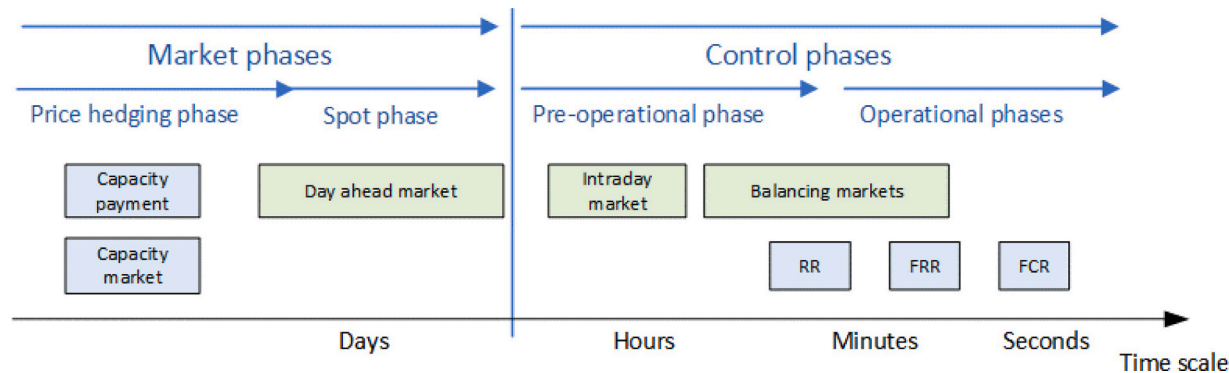 Market phases
Control phases
Price hedging phase
Spot phase
Pre-operational phase
Operational phases
Capacity
payment
Day ahead market
Intraday
market
Balancing markets
Capacity
market
RR
FRR
FCR
Days
Hours
Minutes
Seconds
Time scale